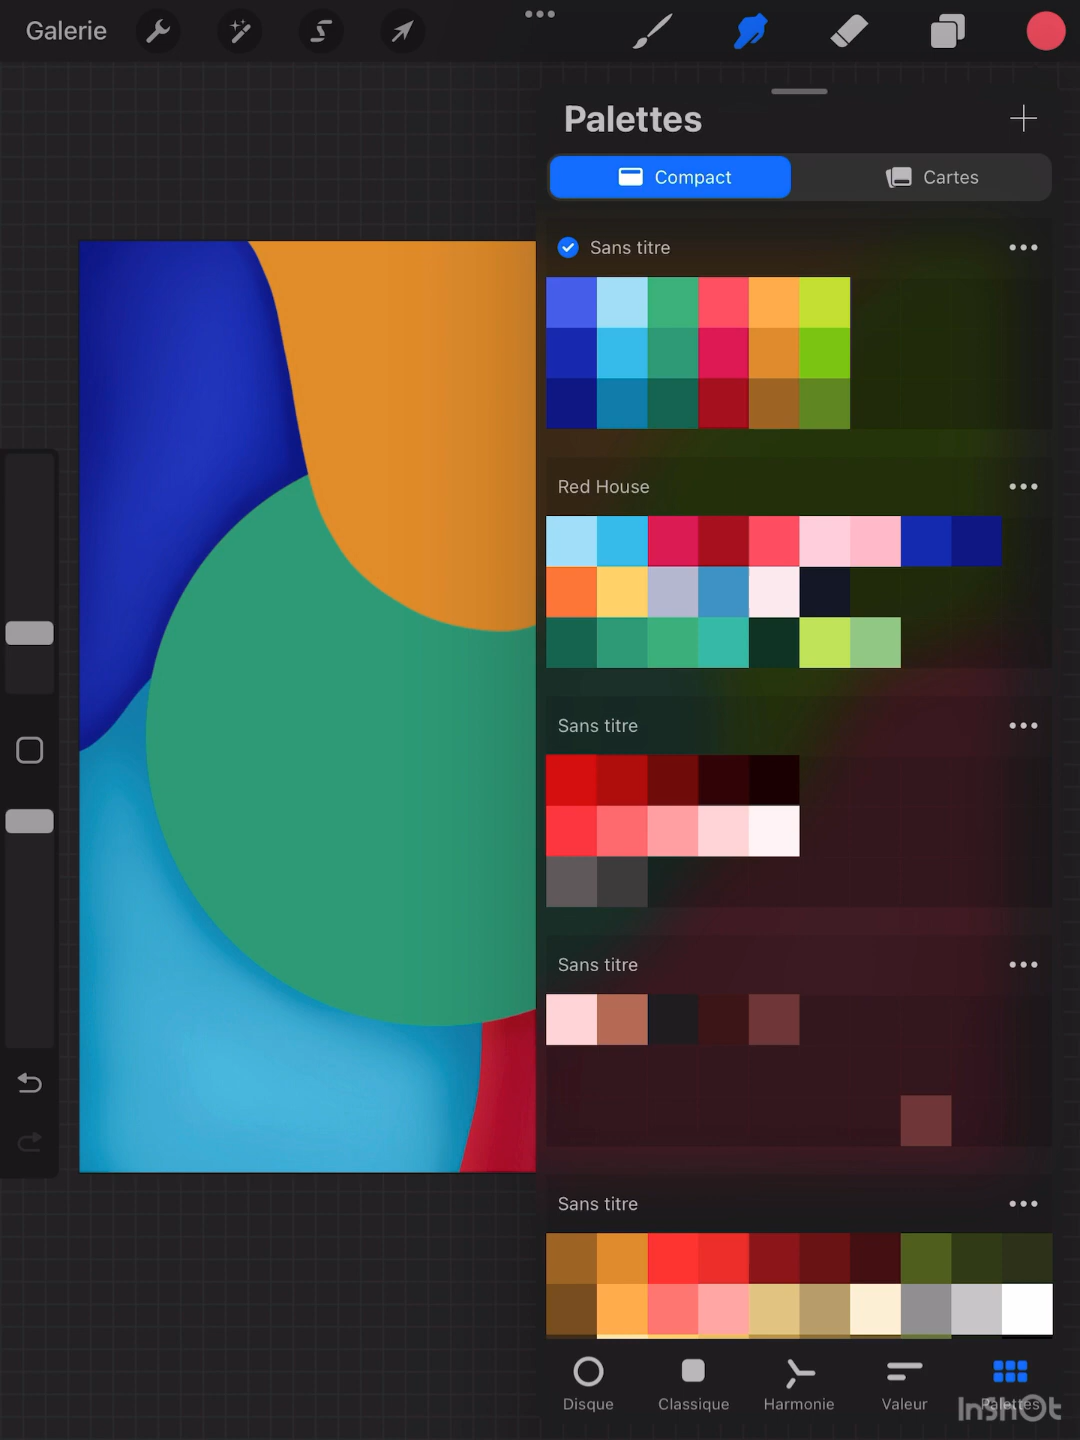 Galerie
Palettes
Compact
Cartes
Sans titre
Red House
Sans titre
Sans titre
Sans titre
Disque
Classique
Harmonie
Valeur
Palettes
InShOt